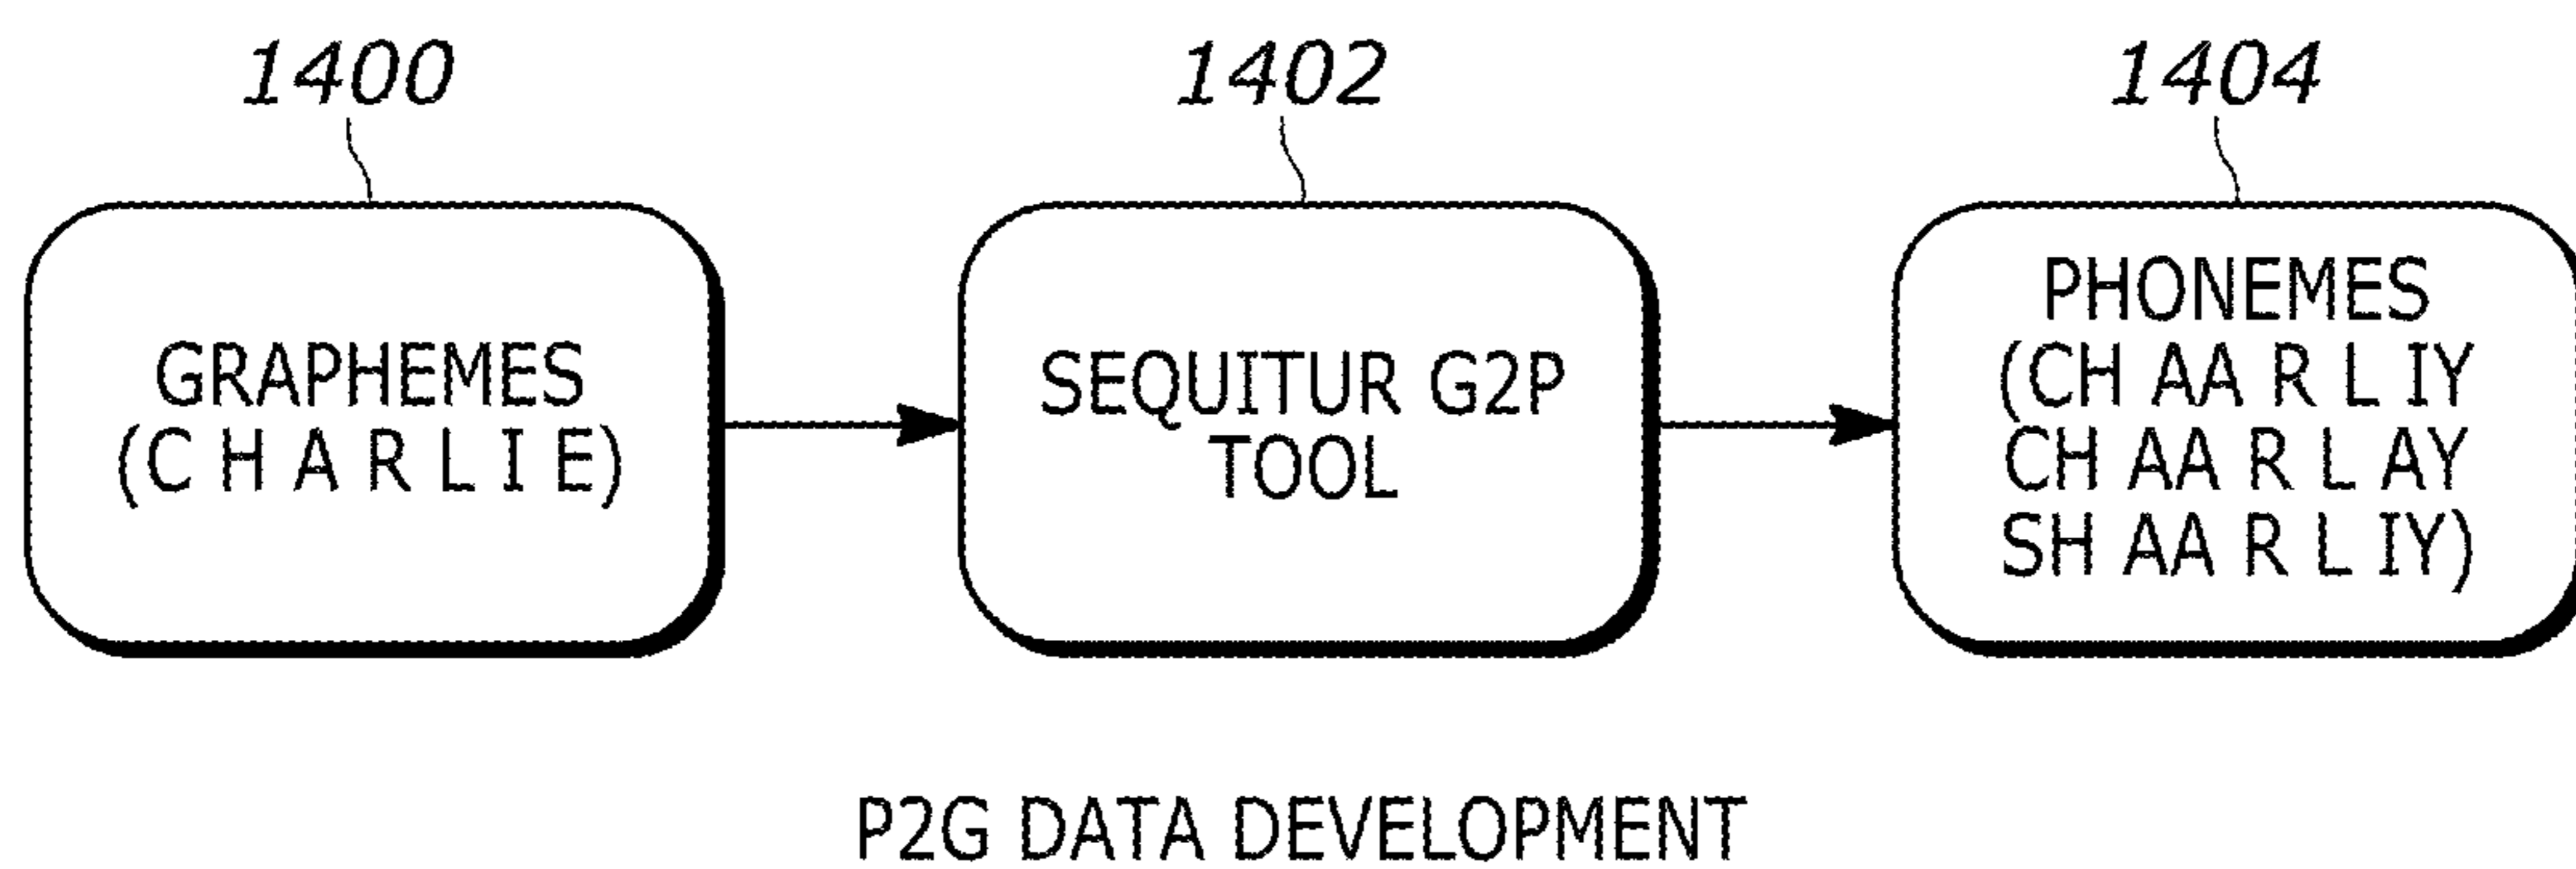 1400
1402
1404
GRAPHEMES
(C H A R L I E)
SEQUITUR G2P
TOOL
PHONEMES
(CH AA R L IY
CH AA R L AY
SH AA R L IY)
P2G DATA DEVELOPMENT